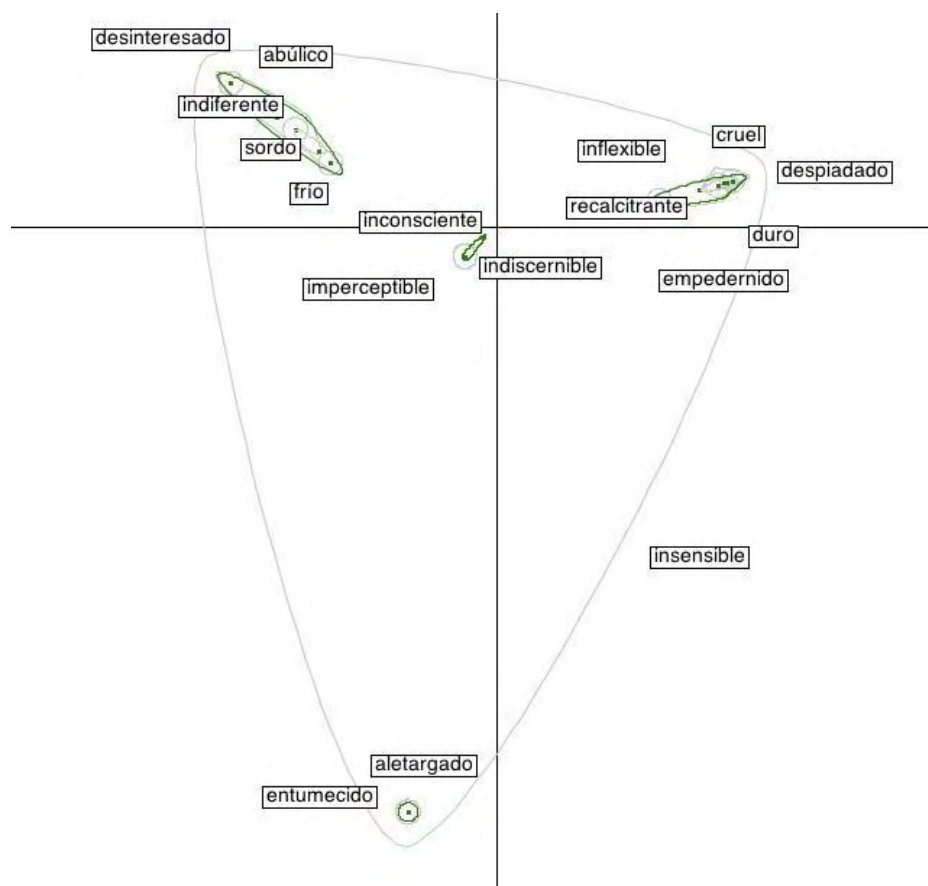 desinteresado
abúlico
indiferente
cruel
sordo
inflexible
despiadado
frío
recalcitrante
inconsciente
duro
indiscernible
empedernido
imperceptible
insensible
aletargado
entumecido